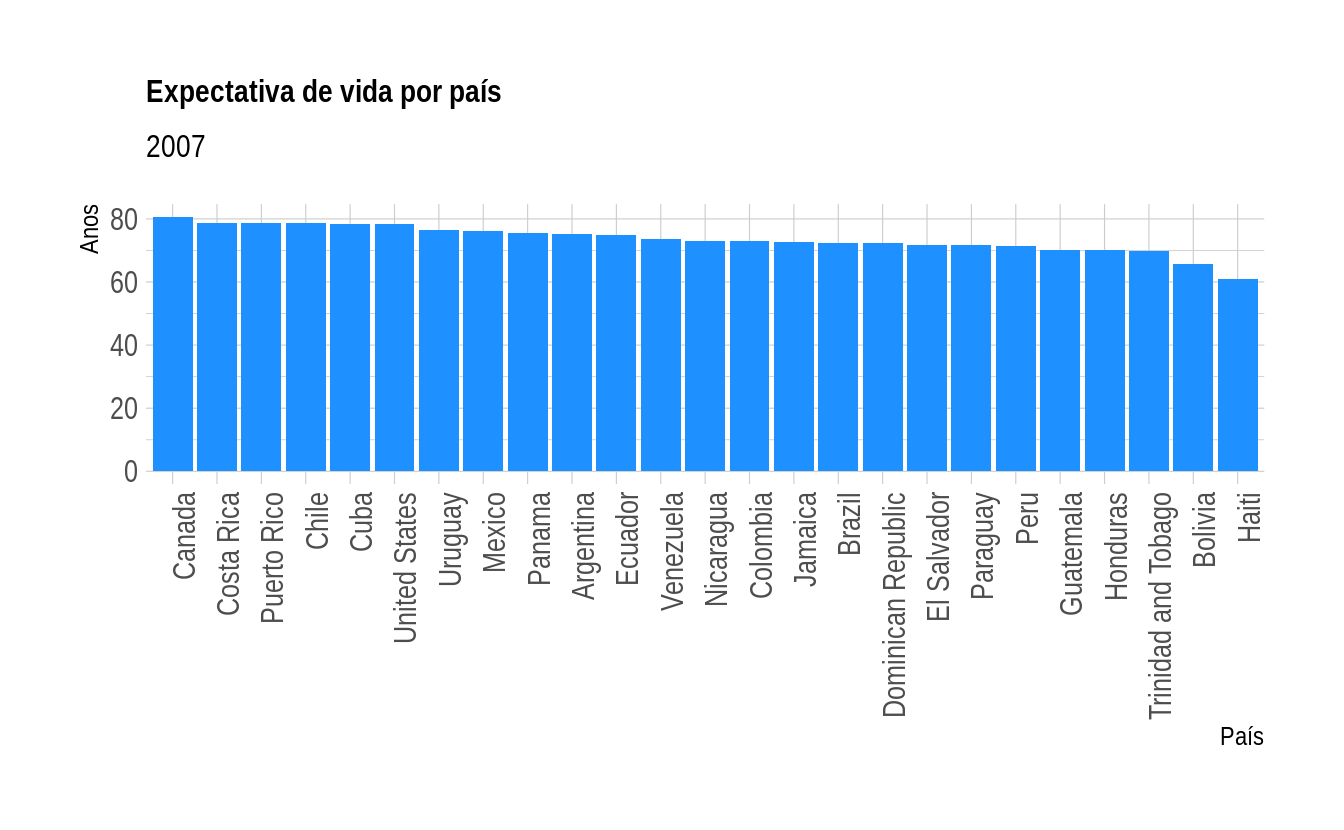 Expectativa de vida por país
2007
Anos
80
60
40
20
0
Canada
Costa Rica
Puerto Rico
Chile
Cuba
United States
Uruguay
Mexico
Panama
Argentina
Ecuador
Venezuela
Nicaragua
Colombia
Jamaica
Brazil
Dominican Republic
El Salvador
Paraguay
Peru
Guatemala
Honduras
Trinidad and Tobago
Bolivia
Haiti
País